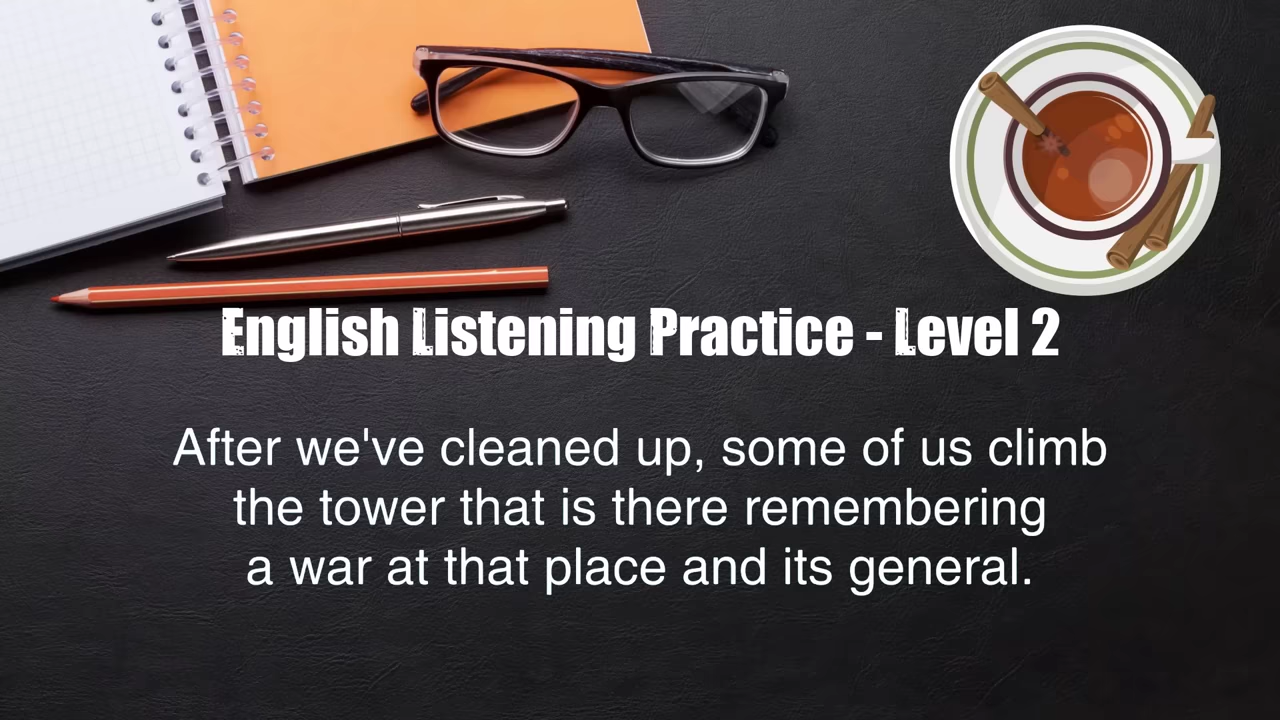 English Listening Practice - Level 2
After we've cleaned up, some of us climb
the tower that is there remembering
a war at that place and its general.